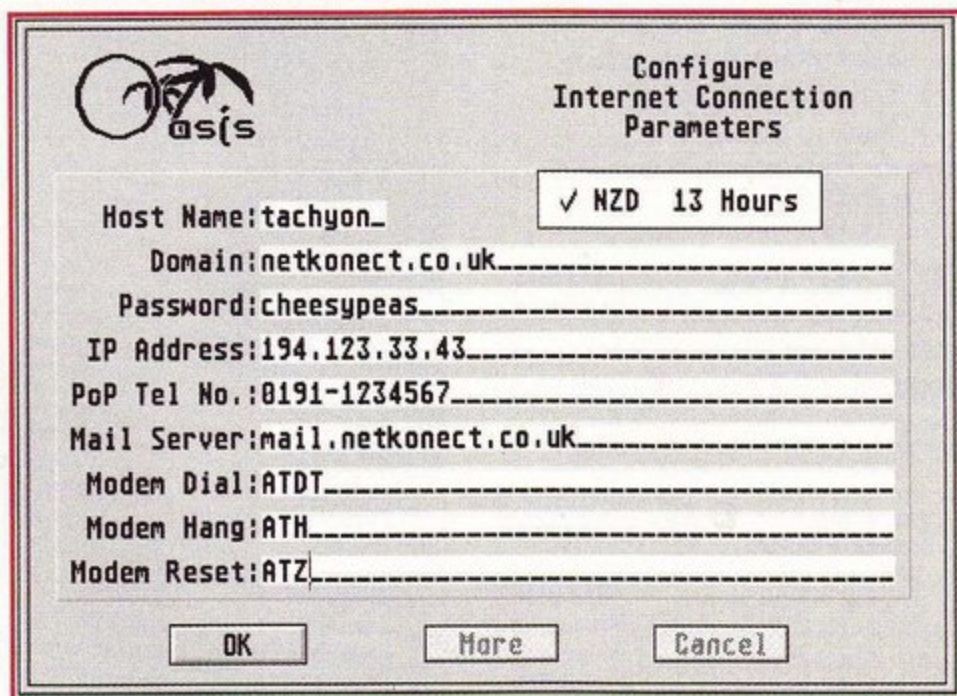 Oasis
Configure
Internet Connection
Parameters
✓ NZD 13 Hours
Host Name:tachyon_
Domain:netkonect.co.uk
Password:cheesypeas
IP Address:194.123.33.43
PoP Tel No.:0191-1234567
Mail Server:mail.netkonect.co.uk
Modem Dial:ATDT
Modem Hang:ATH
Modem Reset:ATZ
OK More Cancel